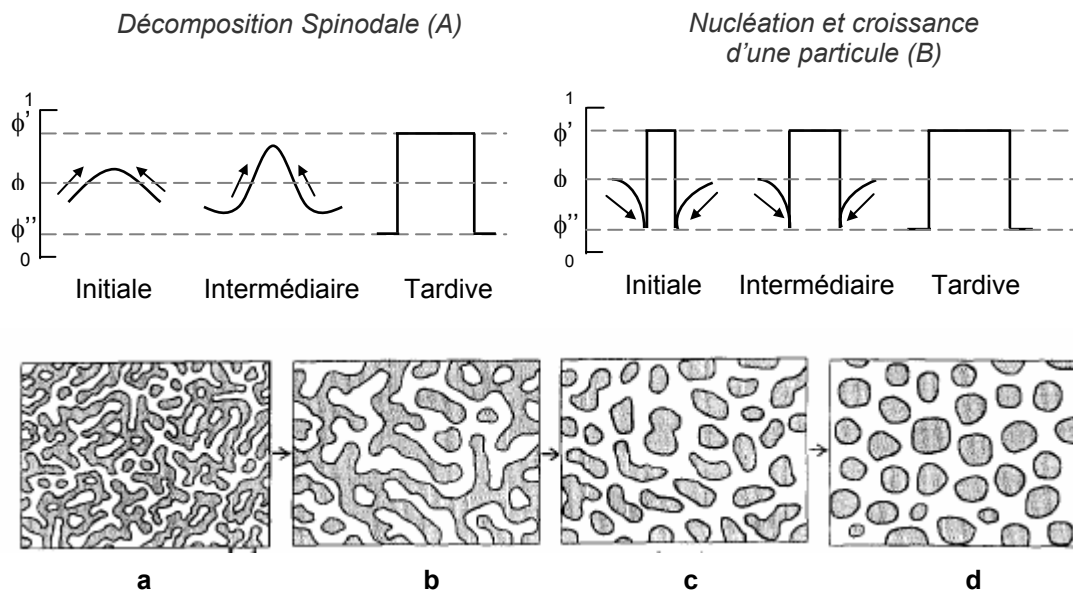 Décomposition Spinodale (A)
Nucléation et croissance
d'une particule (B)
1
ϕ'
ϕ
ϕ''
0
Initiale Intermédiaire Tardive
1
ϕ'
ϕ
ϕ''
0
Initiale Intermédiaire Tardive
a b c d